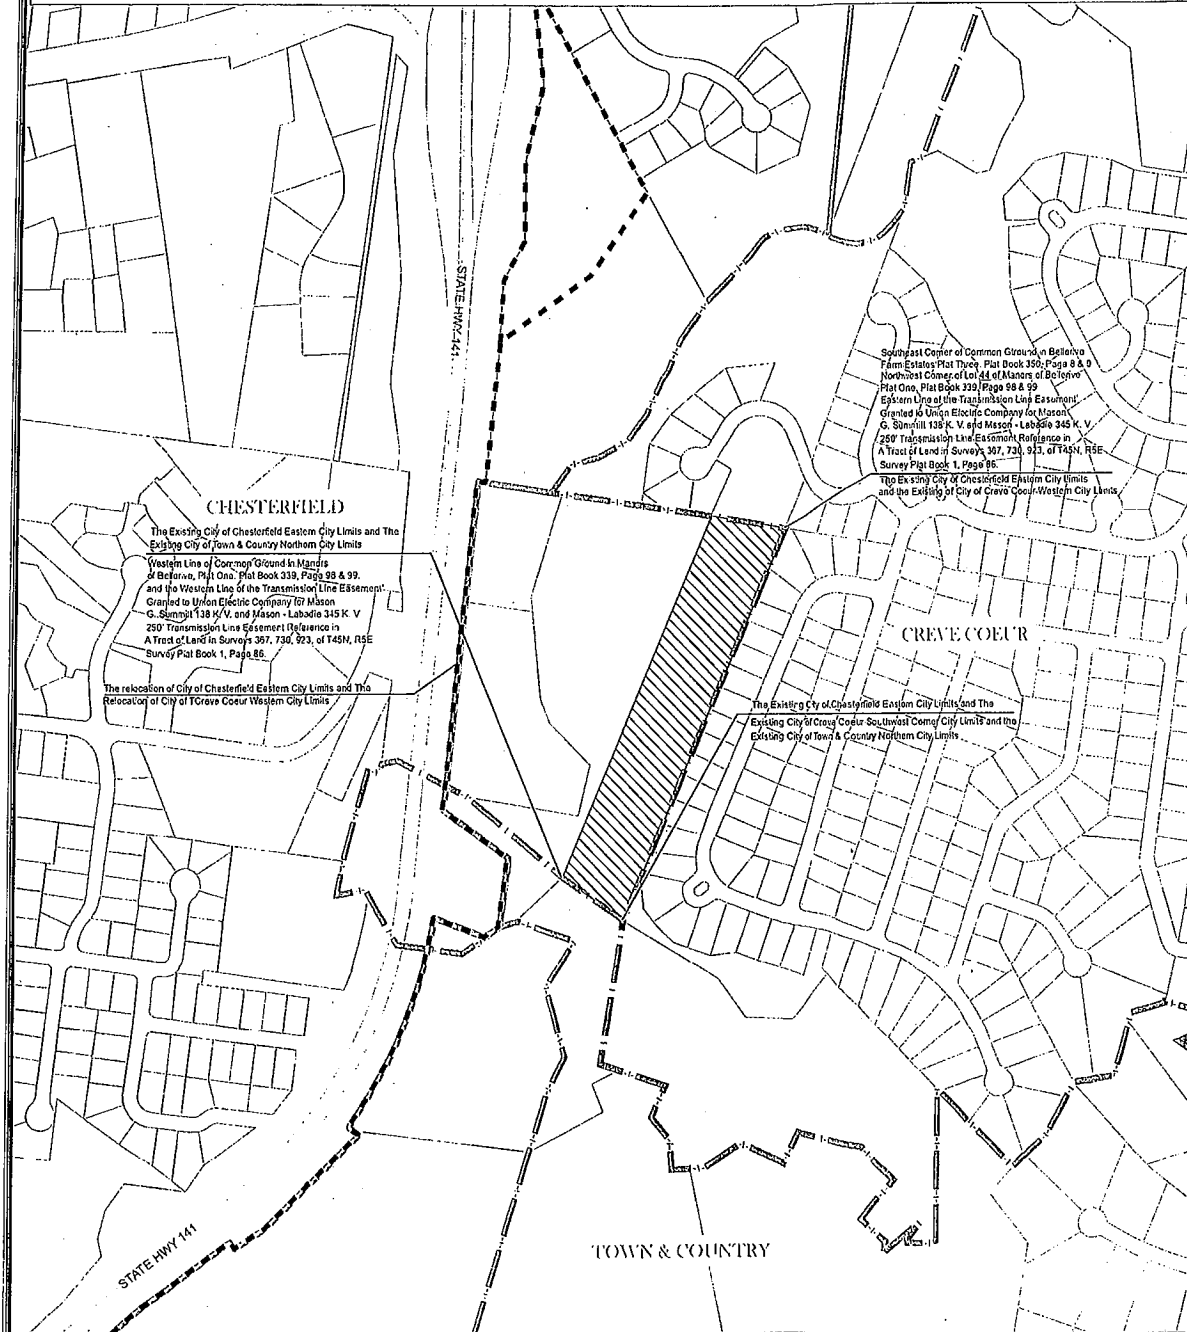 STATE HWY 141
Southeast Corner of Common Ground in Bellerive
Farm Estates Plat Three, Plat Book 350, Page 8 & 9
Northwest Corner of Lot 44 of Manors of Bellerive
Plat One, Plat Book 339, Page 98 & 99
Eastern Line of the Transmission Line Easument
Granted to Union Electric Company for Mason
G. Summill 138 K. V. and Mason - Labadie 345 K. V
250' Transmission Line Easement Reference in
A Tract of Land in Surveys 367, 730, 923, of T45N, R5E
Survey Plat Book 1, Page 86.
The Existing City of Chesterfield Eastern City Limits
and the Existing of City of Creve Coeur Western City Limits
CHESTERFIELD
The Existing City of Chesterfield Eastern City Limits and The
Existing City of Town & Country Northern City Limits
Western Line of Common Ground in Manors
of Bellerive, Plat One, Plat Book 339, Page 98 & 99.
and the Western Line of the Transmission Line Easement
Granted to Union Electric Company for Mason
G. Summit 138 K. V. and Mason - Labadie 345 K. V
250' Transmission Line Easement Reference in
A Tract of Land in Surveys 367, 730, 923, of T45N, R5E
Survey Plat Book 1, Page 86.
The relocation of City of Chesterfield Eastern City Limits and The
Relocation of City of TCreve Coeur Western City Limits
CREVE COEUR
The Existing City of Chesterfield Eastern City Limits and The
Existing City of Creve Coeur Southwest Corner City Limits and the
Existing City of Town & Country Northern City Limits
TOWN & COUNTRY
STATE HWY 141